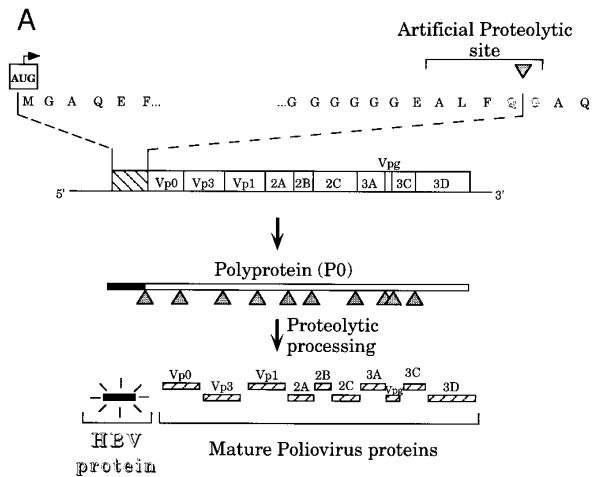 A
Artificial Proteolytic
site
AUG
M G A Q E F... ...G G G G G G E A L F Q G A Q
Vpg
5' Vp0 Vp3 Vp1 2A 2B 2C 3A 3C 3D 3'
Polyprotein (P0)
Proteolytic
processing
Vp0 Vp3 Vp1 2A 2B 2C 3A Vpg 3C 3D
HBV
protein
Mature Poliovirus proteins